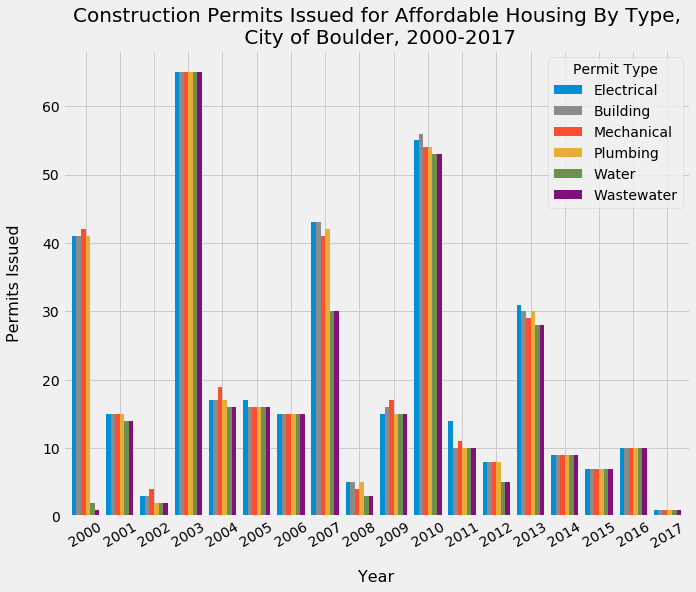 Construction Permits Issued for Affordable Housing By Type,
City of Boulder, 2000-2017
Permit Type
Electrical
Building
Mechanical
Plumbing
Water
Wastewater
Permits Issued
60
50
40
30
20
10
0
2000 2001 2002 2003 2004 2005 2006 2007 2008 2009 2010 2011 2012 2013 2014 2015 2016 2017
Year